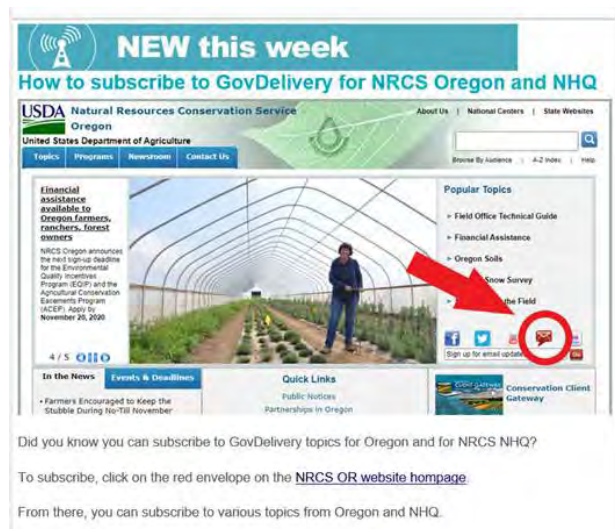 NEW this week
How to subscribe to GovDelivery for NRCS Oregon and NHQ
USDA Natural Resources Conservation Service
Oregon
United States Department of Agriculture
About Us | National Centers | State Websites
Topics Programs Newsroom Contact Us
Browse By Audience | A-Z Index | Help
Financial
assistance
available to
Oregon farmers,
ranchers, forest
owners
NRCS Oregon announces
the next sign-up deadline
for the Environmental
Quality Incentives
Program (EQIP) and the
Agricultural Conservation
Easements Program
(ACEP). Apply by
November 20, 2020.
4 / 5
Popular Topics
Field Office Technical Guide
Financial Assistance
Oregon Soils
Snow Survey
the Field
Sign up for email update
Go
In the News Events & Deadlines
• Farmers Encouraged to Keep the
Stubble During No-Till November
Quick Links
Public Notices
Partnerships in Oregon
CLIENT GATEWAY
Conservation Client
Gateway
Did you know you can subscribe to GovDelivery topics for Oregon and for NRCS NHQ?
To subscribe, click on the red envelope on the NRCS OR website hompage.
From there, you can subscribe to various topics from Oregon and NHQ.